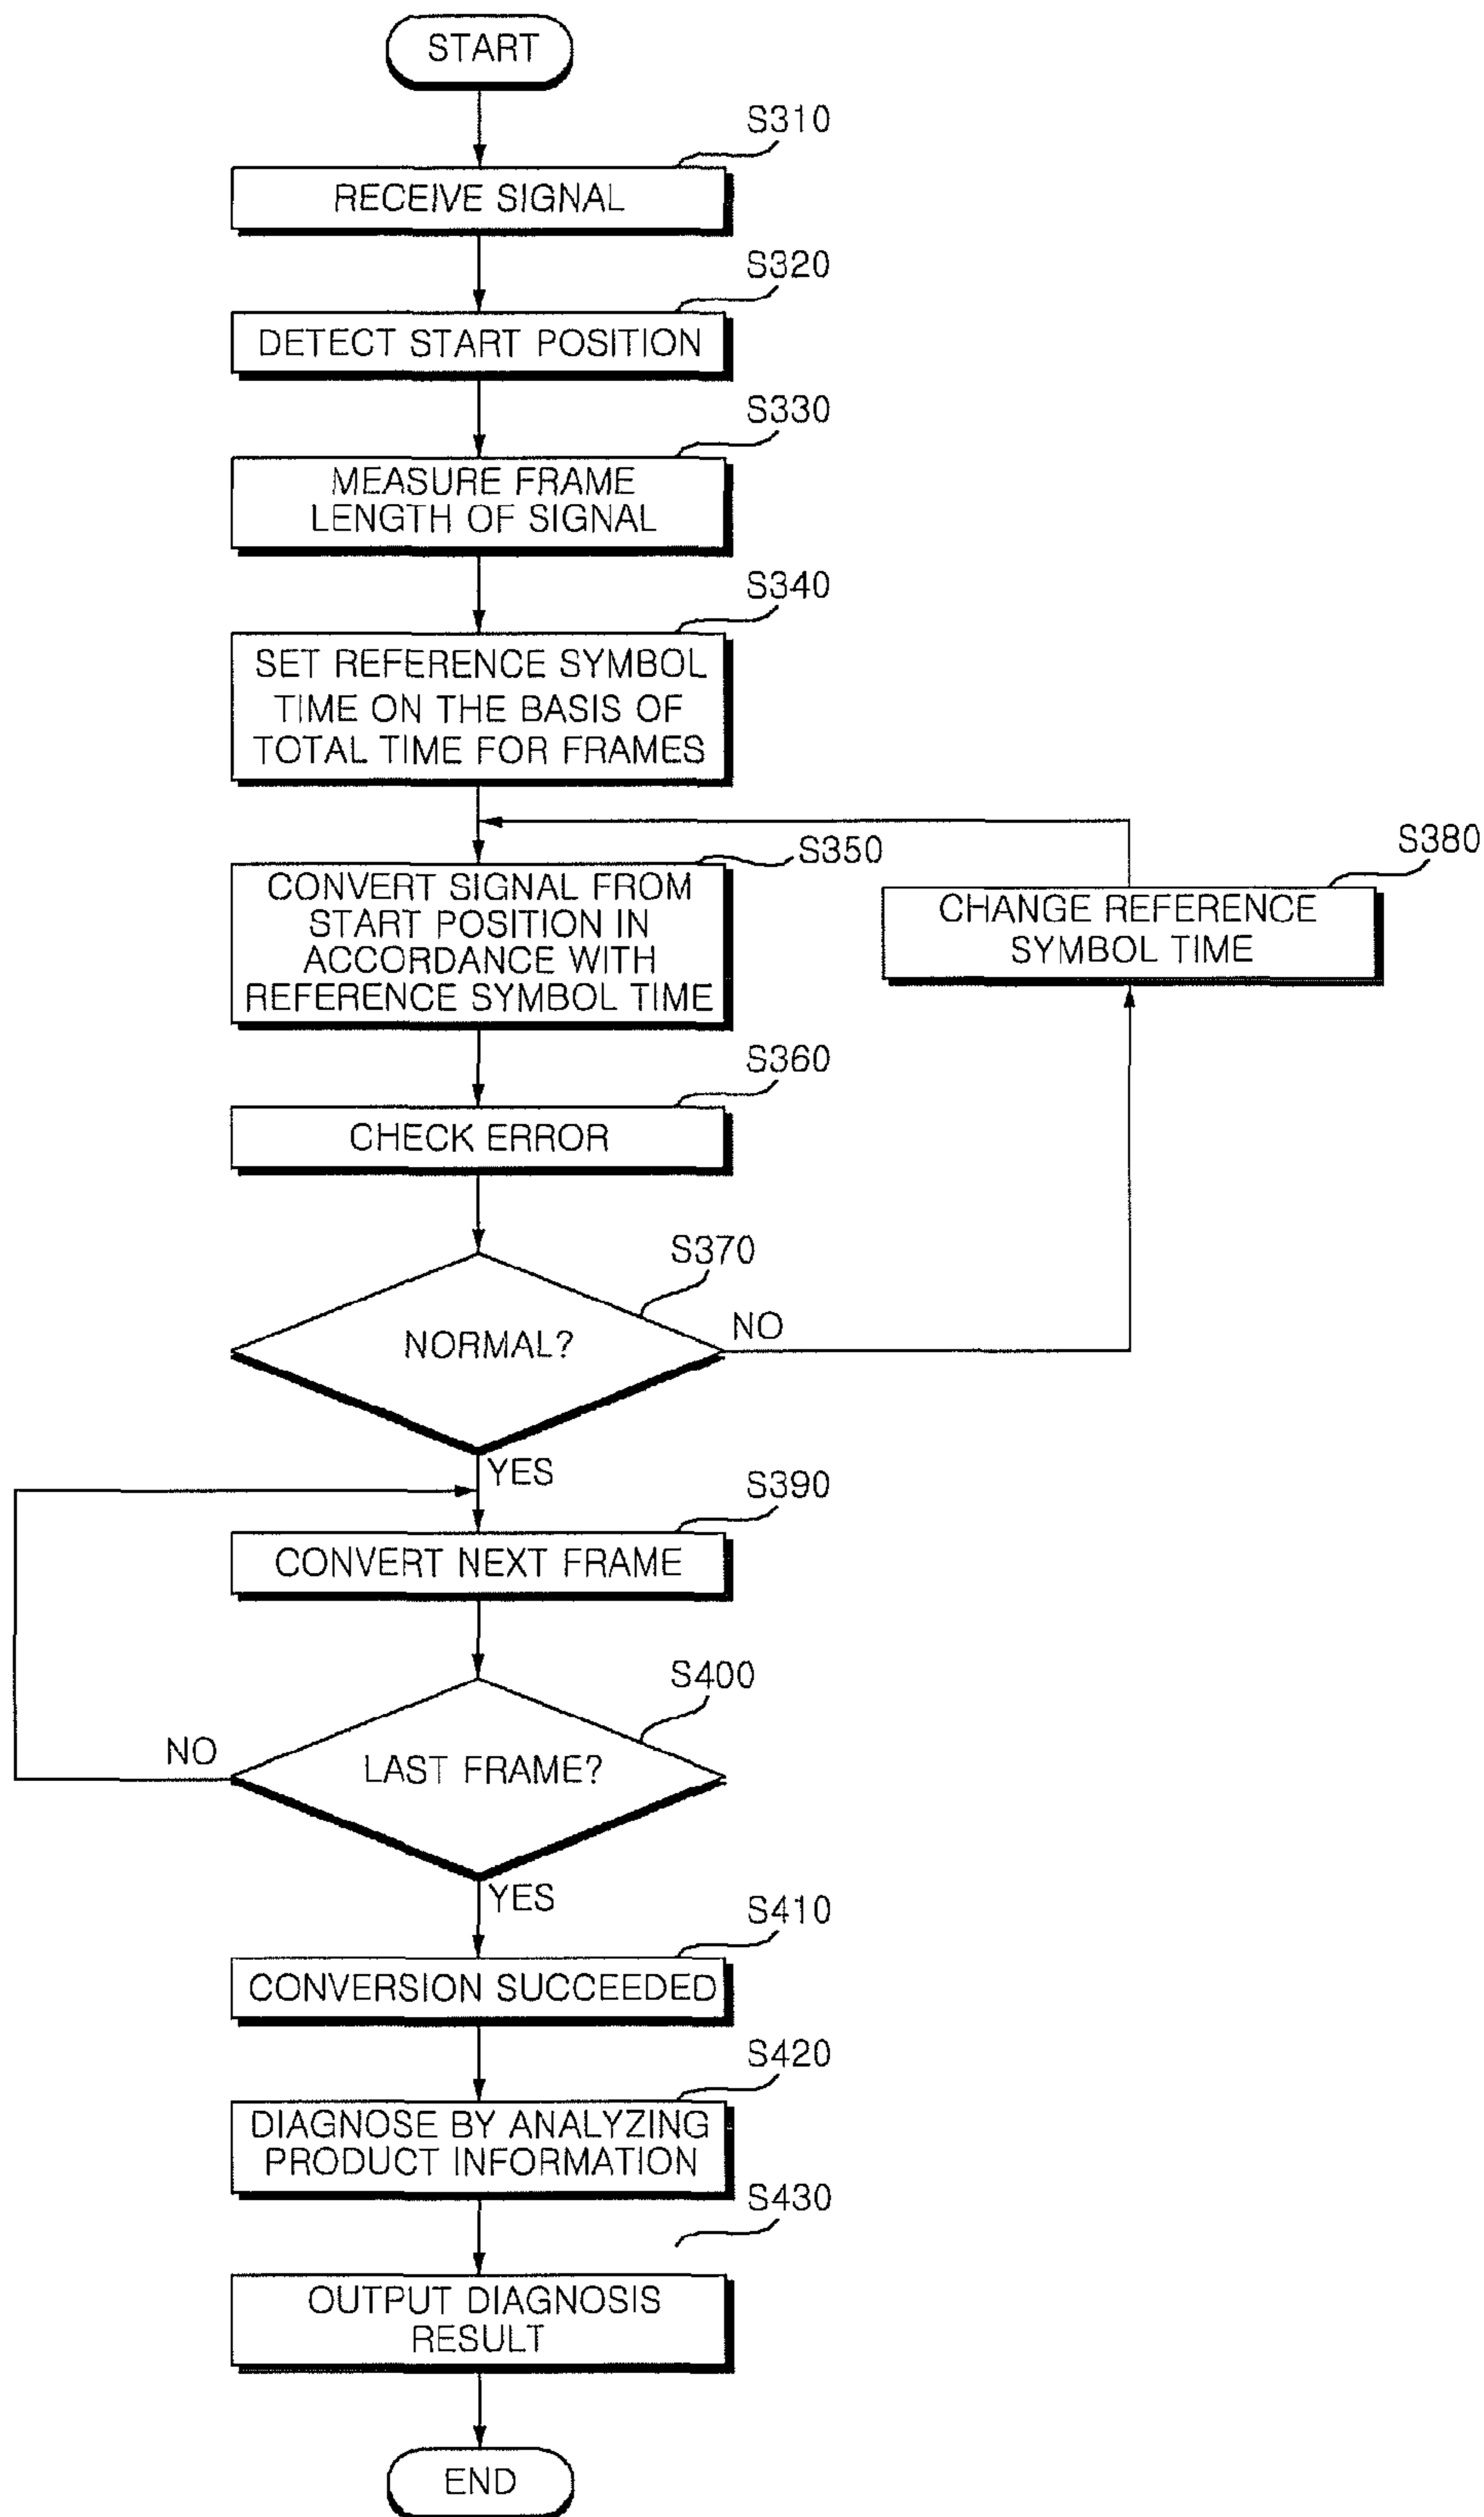 START
S310
RECEIVE SIGNAL
S320
DETECT START POSITION
S330
MEASURE FRAME
LENGTH OF SIGNAL
S340
SET REFERENCE SYMBOL
TIME ON THE BASIS OF
TOTAL TIME FOR FRAMES
S350
CONVERT SIGNAL FROM
START POSITION IN
ACCORDANCE WITH
REFERENCE SYMBOL TIME
S380
CHANGE REFERENCE
SYMBOL TIME
S360
CHECK ERROR
S370
NORMAL?
NO
YES
S390
CONVERT NEXT FRAME
S400
LAST FRAME?
NO
YES
S410
CONVERSION SUCCEEDED
S420
DIAGNOSE BY ANALYZING
PRODUCT INFORMATION
S430
OUTPUT DIAGNOSIS
RESULT
END